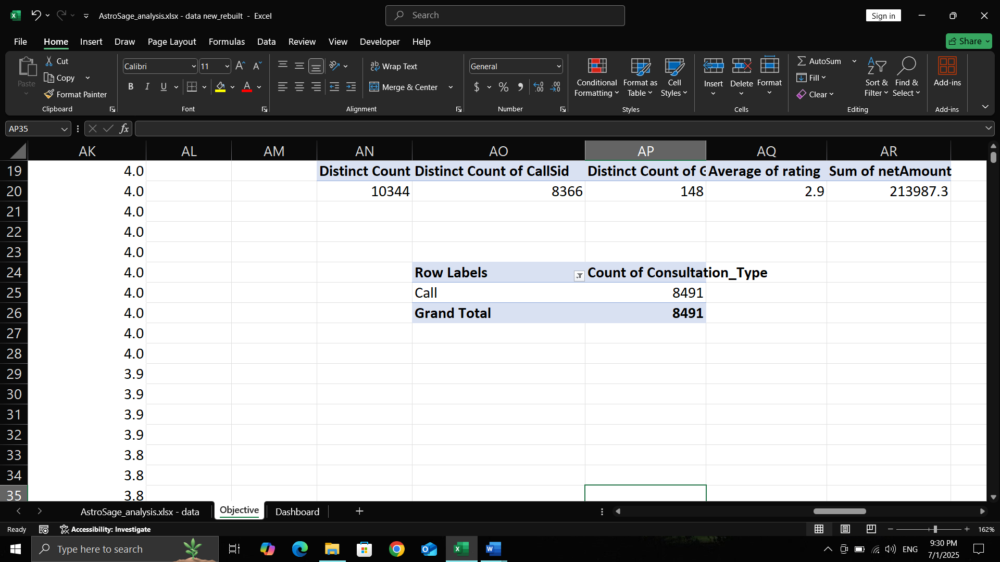 AstroSage_analysis.xlsx - data new_rebuilt - Excel
Search
Sign in
File Home Insert Draw Page Layout Formulas Data Review View Developer Help
Share
Paste
Cut
Copy
Format Painter
Clipboard
Calibri 11
B I U
Font
Wrap Text
Merge & Center
Alignment
General
$ % 9
Number
Conditional Formatting
Format as Table
Cell Styles
Styles
Insert Delete Format
Cells
AutoSum
Fill
Clear
Sort & Filter
Find & Select
Editing
Add-ins
Add-ins
AP35 fx
AK AL AM AN AO AP AQ AR
19 4.0 Distinct Count Distinct Count of CallSid Distinct Count of G Average of rating Sum of netAmount
20 4.0 10344 8366 148 2.9 213987.3
21 4.0
22 4.0
23 4.0
24 4.0 Row Labels Count of Consultation_Type
25 4.0 Call 8491
26 4.0 Grand Total 8491
27 4.0
28 4.0
29 3.9
30 3.9
31 3.9
32 3.9
33 3.8
34 3.8
35 3.8
AstroSage_analysis.xlsx - data Objective Dashboard
Ready Accessibility: Investigate 162%
Type here to search
ENG
9:30 PM
7/1/2025